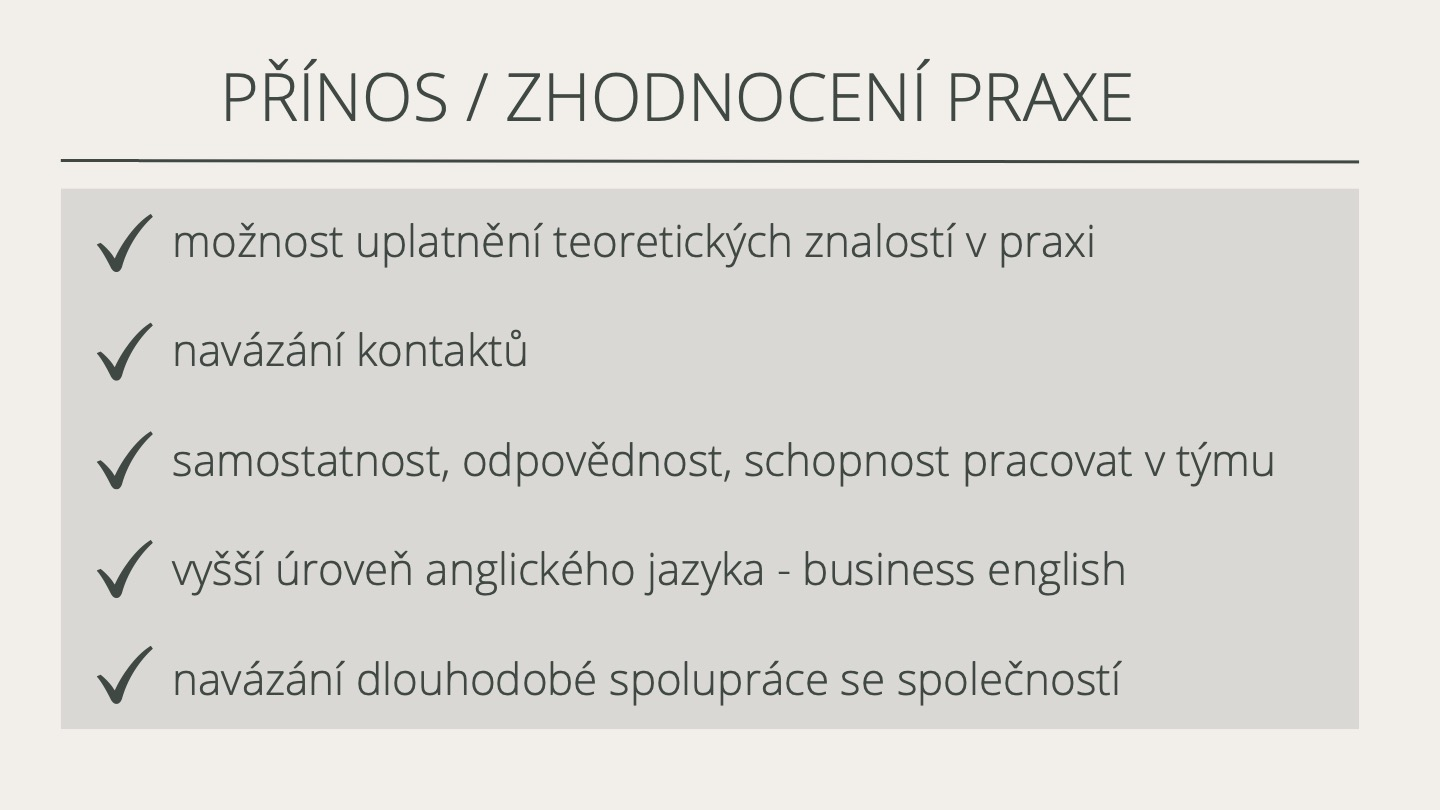 PŘÍNOS / ZHODNOCENÍ PRAXE
možnost uplatnění teoretických znalostí v praxi
navázání kontaktů
samostatnost, odpovědnost, schopnost pracovat v týmu
vyšší úroveň anglického jazyka - business english
navázání dlouhodobé spolupráce se společností